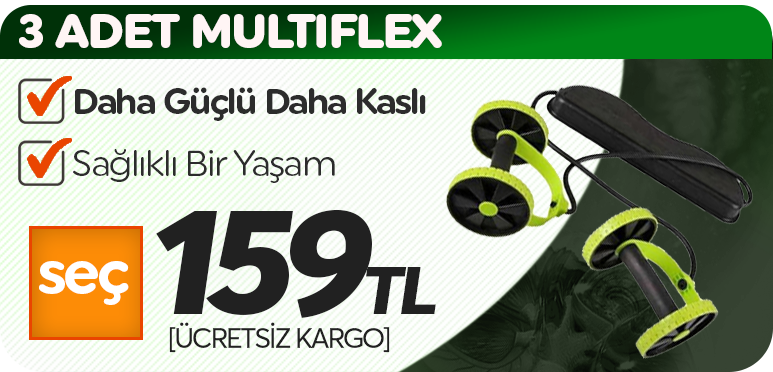 3 ADET MULTIFLEX
Daha Güçlü Daha Kaslı
Sağlıklı Bir Yaşam
seç
159TL
[ÜCRETSİZ KARGO]